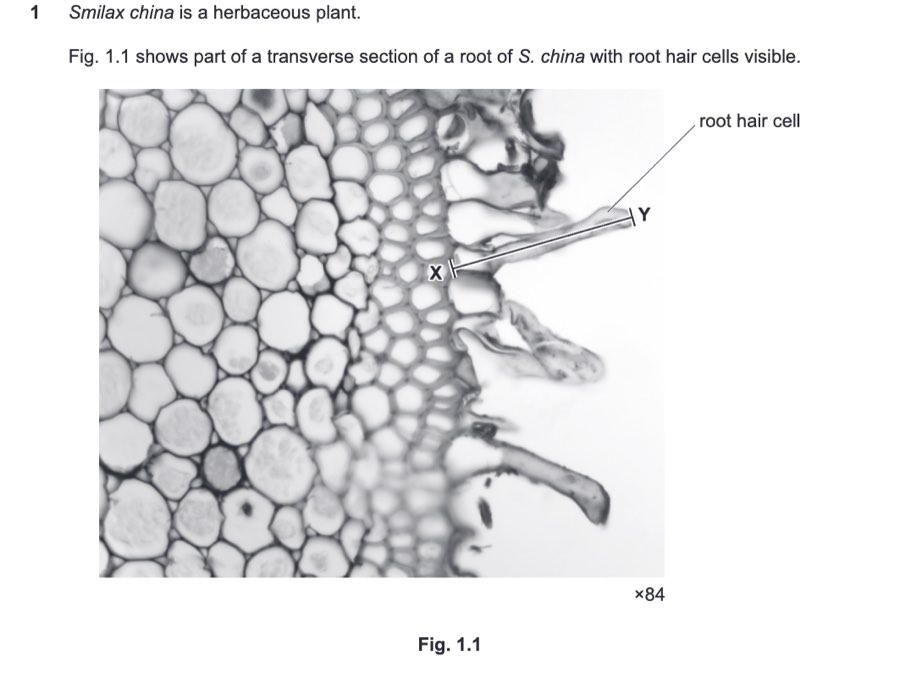 1 Smilax china is a herbaceous plant.
Fig. 1.1 shows part of a transverse section of a root of S. china with root hair cells visible.
root hair cell
Y
X
×84
Fig. 1.1